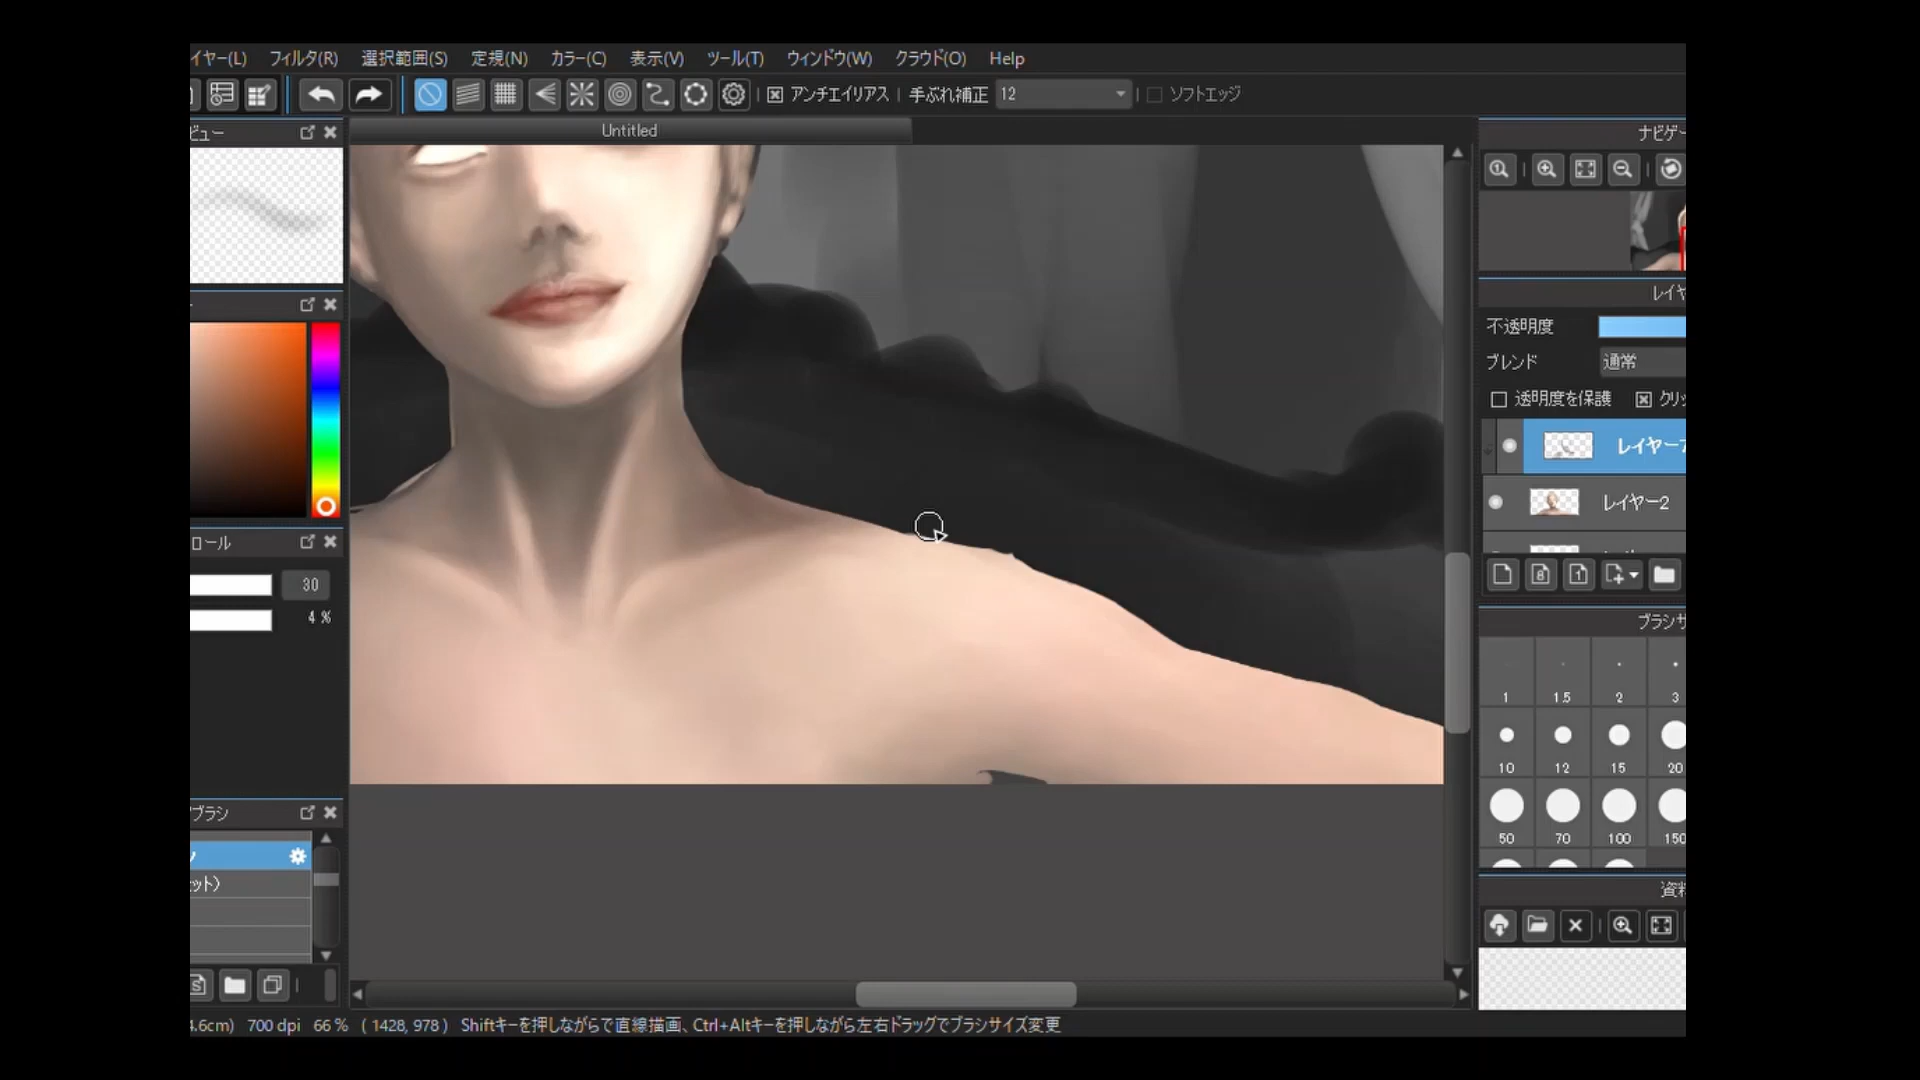 イヤー(L) フィルタ(R) 選択範囲(S) 定規(N) カラー(C) 表示(V) ツール(T) ウィンドウ(W) クラウド(O) Help
アンチエイリアス 手ぶれ補正 12 ソフトエッジ
ビュー
Untitled
ナビゲー
レイヤ
不透明度
ブレンド 通常
透明度を保護 クリッ
レイヤー
レイヤー2
ロール
30
4 %
ブラシサ
1 1.5 2 3
10 12 15 20
50 70 100 150
ブラシ
ット)
資料
4.6cm) 700 dpi 66 % ( 1428, 978 ) Shiftキーを押しながらで直線描画、Ctrl+Altキーを押しながら左右ドラッグでブラシサイズ変更